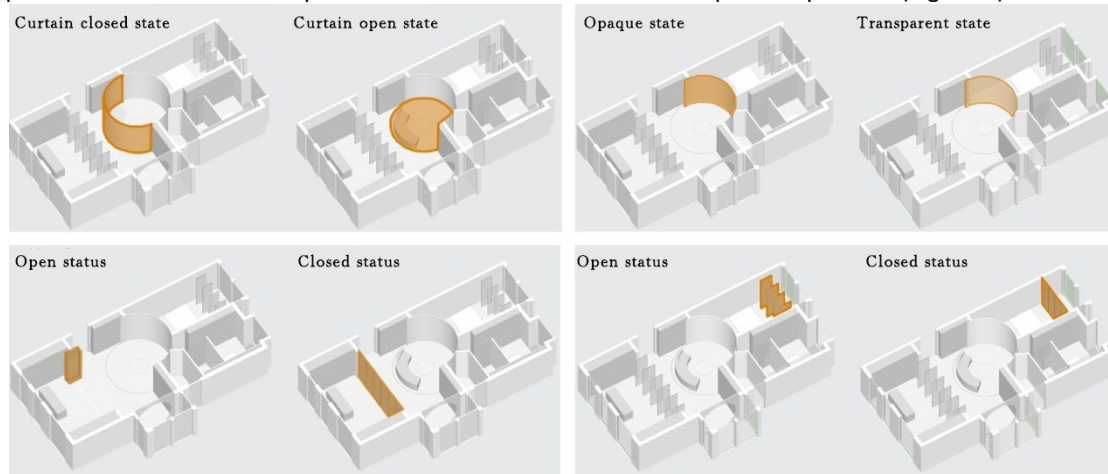 Curtain closed state
Curtain open state
Opaque state
Transparent state
Open status
Closed status
Open status
Closed status